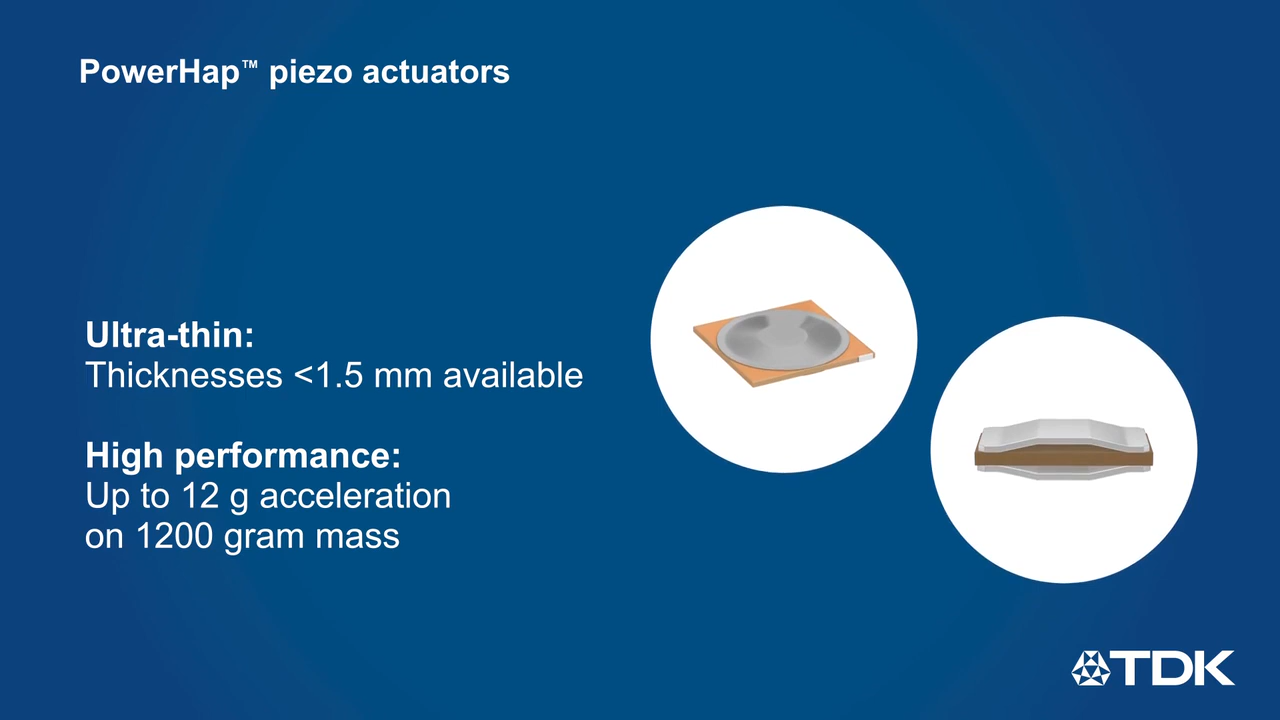 PowerHap™ piezo actuators
Ultra-thin:
Thicknesses <1.5 mm available
High performance:
Up to 12 g acceleration
on 1200 gram mass
TDK